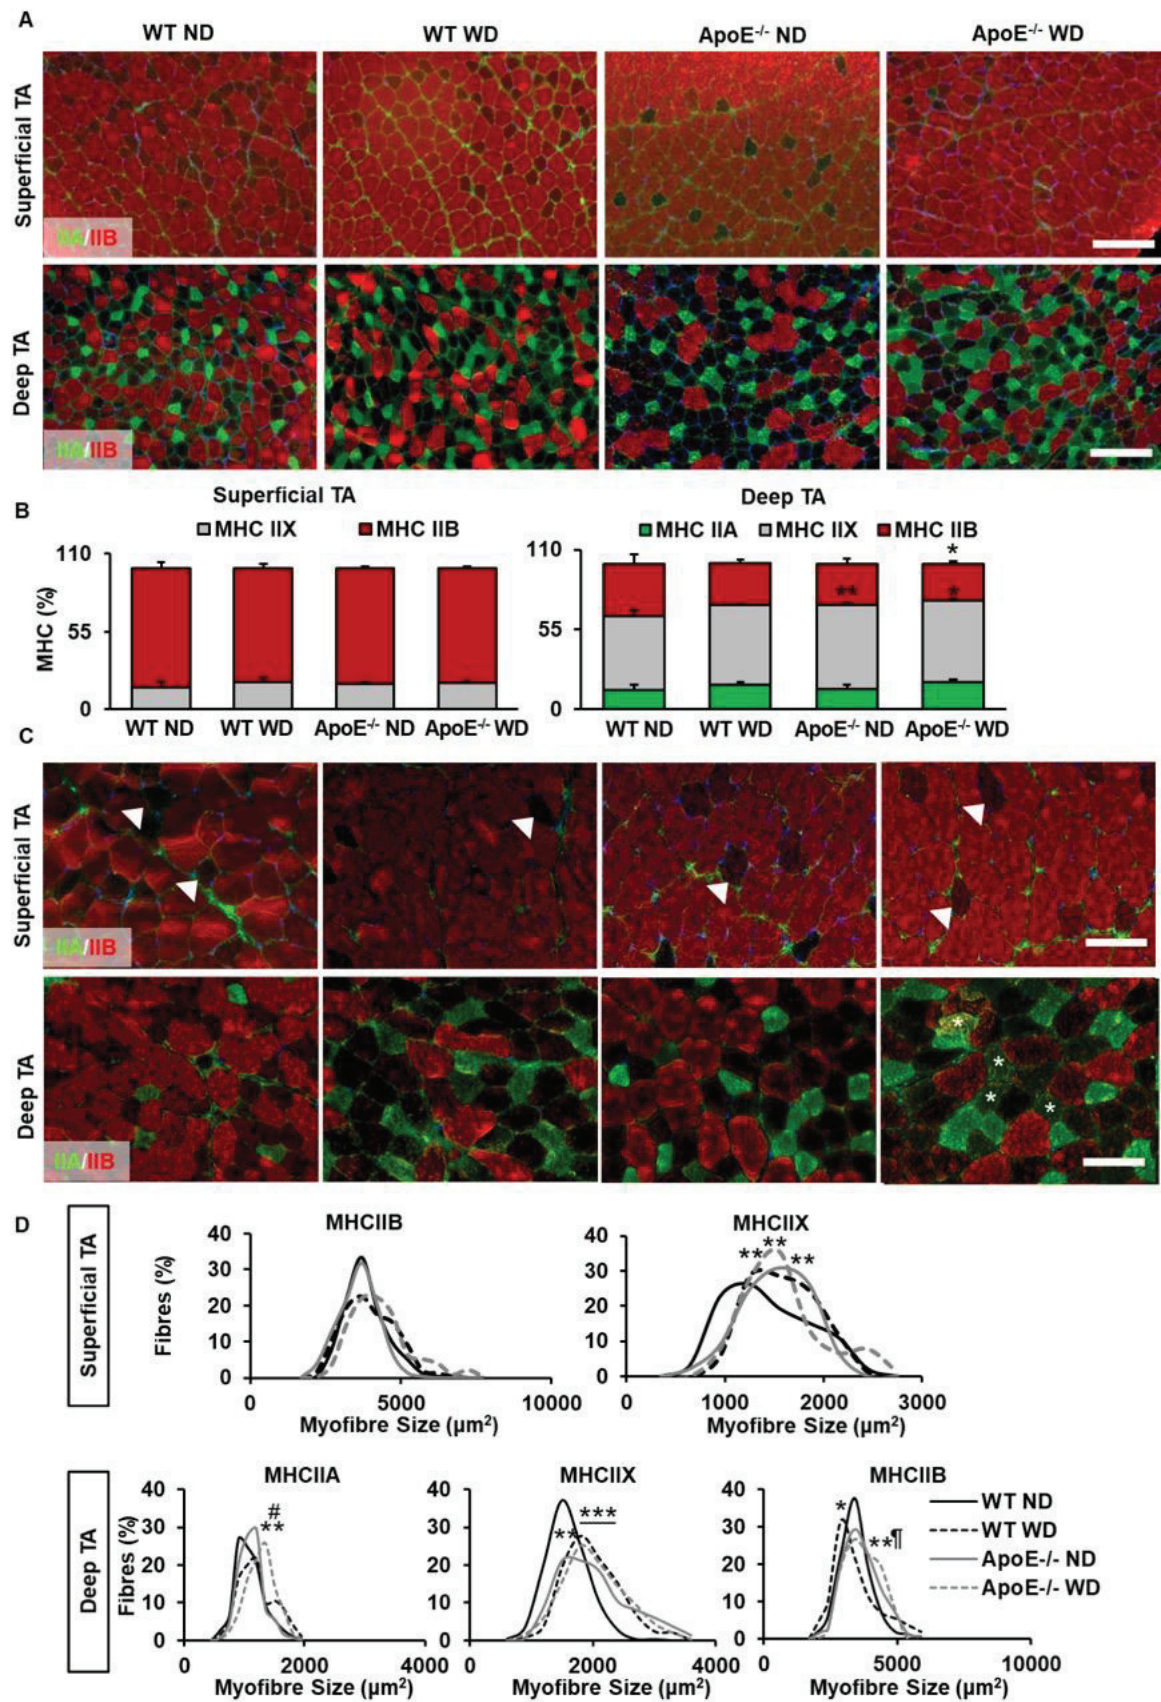 A
WT ND
WT WD
ApoE-/- ND
ApoE-/- WD
Superficial TA
IIA/IIB
Deep TA
IIA/IIB
B
Superficial TA
Deep TA
MHC IIX
MHC IIB
MHC IIA
MHC IIX
MHC IIB
MHC (%)
110
55
0
WT ND
WT WD
ApoE-/- ND
ApoE-/- WD
110
55
0
*
**
*
WT ND
WT WD
ApoE-/- ND
ApoE-/- WD
C
Superficial TA
IIA/IIB
Deep TA
IIA/IIB
*
*
*
*
D
Superficial TA
MHCIIB
Fibres (%)
40
30
20
10
0
0
5000
10000
Myofibre Size (µm²)
MHCIIX
40
30
20
10
0
**
**
**
0
1000
2000
3000
Myofibre Size (µm²)
Deep TA
MHCIIA
Fibres (%)
40
30
20
10
0
#
**
0
2000
4000
Myofibre Size (µm²)
MHCIIX
40
30
20
10
0
**
***
0
2000
4000
Myofibre Size (µm²)
MHCIIB
40
30
20
10
0
*
**¶
0
5000
10000
Myofibre Size (µm²)
WT ND
WT WD
ApoE-/- ND
ApoE-/- WD